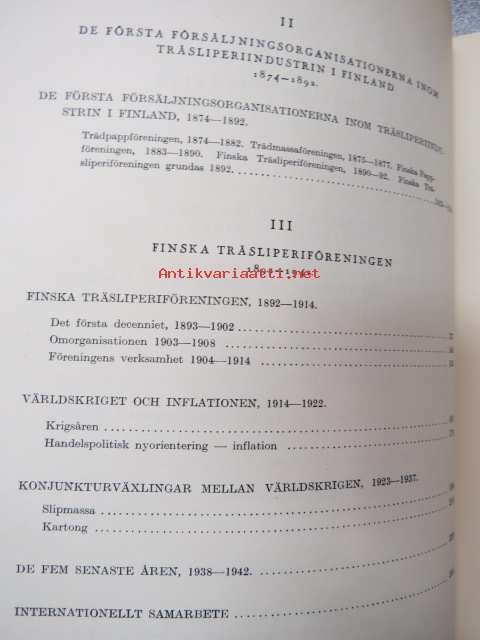 II
DE FÖRSTA FÖRSÄLJNINGSORGANISATIONERNA INOM
TRÄSLIPERIINDUSTRIN I FINLAND
1874—1892.
DE FÖRSTA FÖRSÄLJNINGSORGANISATIONERNA INOM TRÄSLIPERIINDU-
STRIN I FINLAND, 1874—1892.
Trädpappföreningen, 1874—1882. Trädmassaföreningen, 1875—1877. Finska Papp-
föreningen, 1883—1890. Finska Träsliperiföreningen, 1890—92. Finska Trä-
sliperiföreningen grundas 1892.
III
FINSKA TRÄSLIPERIFÖRENINGEN
Antikvariaatti.net
FINSKA TRÄSLIPERIFÖRENINGEN, 1892—1914.
Det första decenniet, 1893—1902
Omorganisationen 1903—1908
Föreningens verksamhet 1904—1914
VÄRLDSKRIGET OCH INFLATIONEN, 1914—1922.
Krigsåren
Handelspolitisk nyorientering — inflation
KONJUNKTURVÄXLINGAR MELLAN VÄRLDSKRIGEN, 1923—1937.
Slipmassa
Kartong
DE FEM SENASTE ÅREN, 1938—1942.
INTERNATIONELLT SAMARBETE